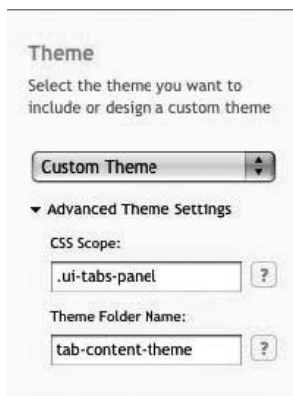 Theme
Select the theme you want to
include or design a custom theme
Custom Theme
Advanced Theme Settings
CSS Scope:
.ui-tabs-panel
?
Theme Folder Name:
tab-content-theme
?